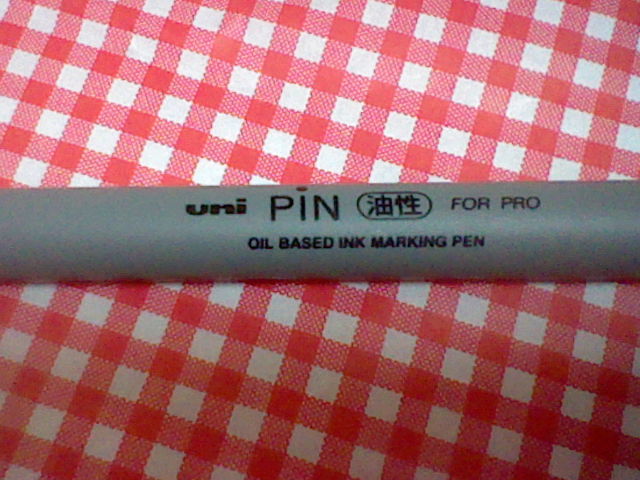 uni PiN 油性 FOR PRO
OIL BASED INK MARKING PEN